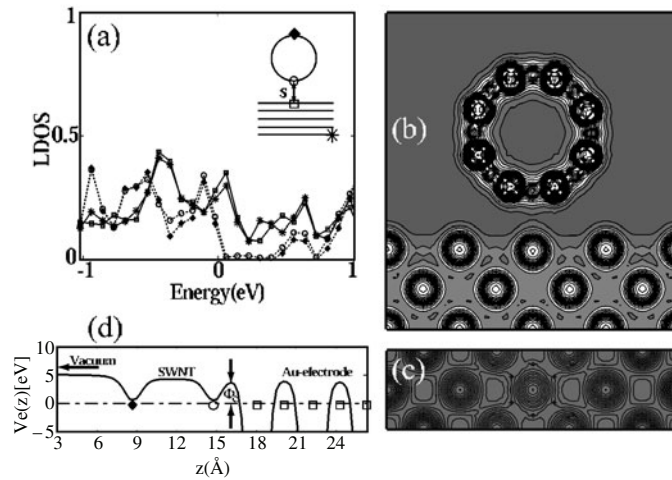 (a)
1
0.5
0
LDOS
s
-1
0
1
Energy(eV)
(b)
(c)
(d)
10
5
0
-5
Ve(z)[eV]
Vacuum
SWNT
Au-electrode
Φ
3 6 9 12 15 18 21 24
z(Å)